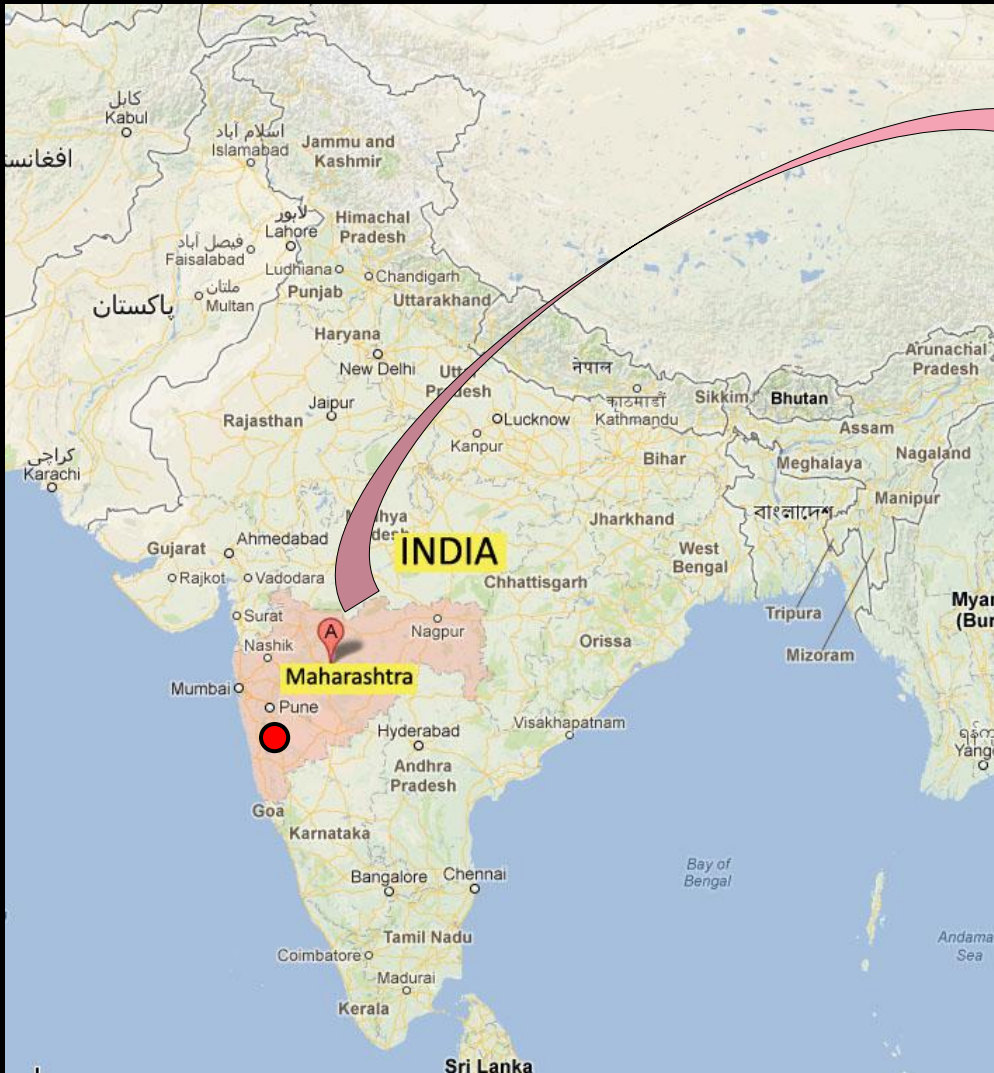 کابل
Kabul
اسلام آباد
Islamabad
Jammu and
Kashmir
لاہور
Lahore
Himachal
Pradesh
فیصل آباد
Faisalabad
Ludhiana
Chandigarh
ملتان
Multan
Punjab
Uttarakhand
پاکستان
Haryana
New Delhi
नेपाल
Arunachal
Pradesh
Jaipur
Rajasthan
Lucknow
काठमाडौं
Kathmandu
Sikkim
Bhutan
Kanpur
Assam
کراچی
Karachi
Bihar
Meghalaya
Nagaland
Manipur
বাংলাদেশ
Jharkhand
Gujarat
Ahmedabad
INDIA
West
Bengal
Rajkot
Vadodara
Chhattisgarh
Tripura
Surat
A
Nagpur
Orissa
Nashik
Mizoram
Maharashtra
Mumbai
Pune
Hyderabad
Visakhapatnam
Andhra
Pradesh
Goa
Karnataka
Bangalore
Chennai
Bay of
Bengal
Tamil Nadu
Coimbatore
Madurai
Kerala
Sea
Sri Lanka